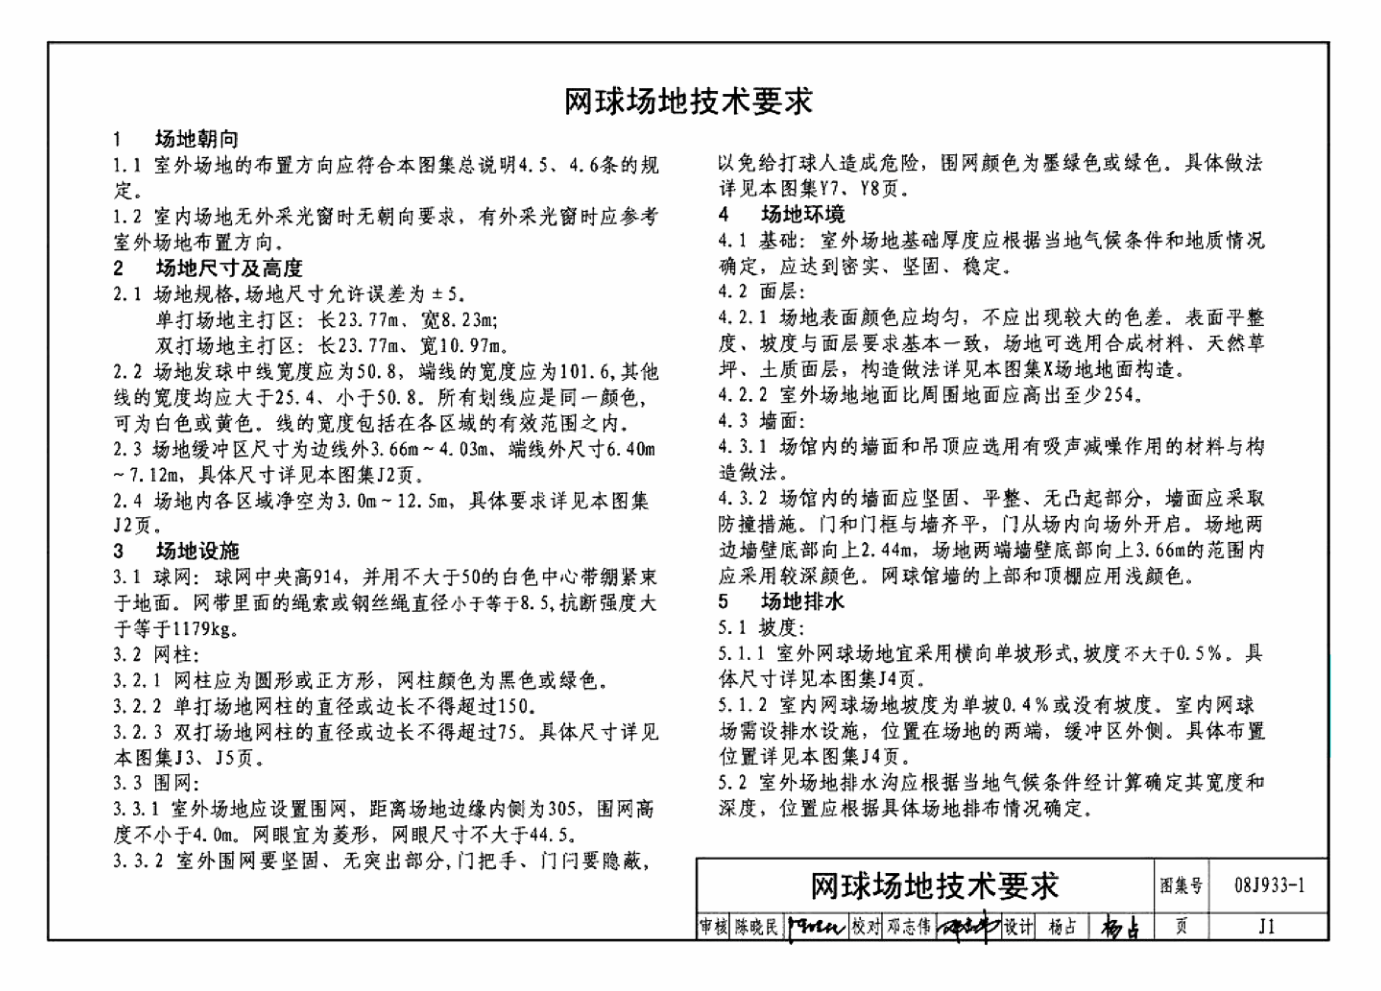 网球场地技术要求
1 场地朝向
1.1 室外场地的布置方向应符合本图集总说明4.5、4.6条的规
定。
1.2 室内场地无外采光窗时无朝向要求，有外采光窗时应参考
室外场地布置方向。
2 场地尺寸及高度
2.1 场地规格,场地尺寸允许误差为±5。
单打场地主打区：长23.77m、宽8.23m;
双打场地主打区：长23.77m、宽10.97m。
2.2 场地发球中线宽度应为50.8，端线的宽度应为101.6,其他
线的宽度均应大于25.4、小于50.8。所有划线应是同一颜色，
可为白色或黄色。线的宽度包括在各区域的有效范围之内。
2.3 场地缓冲区尺寸为边线外3.66m~4.03m、端线外尺寸6.40m
~7.12m，具体尺寸详见本图集J2页。
2.4 场地内各区域净空为3.0m~12.5m，具体要求详见本图集
J2页。
3 场地设施
3.1 球网：球网中央高914，并用不大于50的白色中心带绷紧束
于地面。网带里面的绳索或钢丝绳直径小于等于8.5,抗断强度大
于等于1179kg。
3.2 网柱：
3.2.1 网柱应为圆形或正方形，网柱颜色为黑色或绿色。
3.2.2 单打场地网柱的直径或边长不得超过150。
3.2.3 双打场地网柱的直径或边长不得超过75。具体尺寸详见
本图集J3、J5页。
3.3 围网：
3.3.1 室外场地应设置围网，距离场地边缘内侧为305，围网高
度不小于4.0m。网眼宜为菱形，网眼尺寸不大于44.5。
3.3.2 室外围网要坚固、无突出部分,门把手、门闩要隐蔽，
以免给打球人造成危险，围网颜色为墨绿色或绿色。具体做法
详见本图集Y7、Y8页。
4 场地环境
4.1 基础：室外场地基础厚度应根据当地气候条件和地质情况
确定，应达到密实、坚固、稳定。
4.2 面层：
4.2.1 场地表面颜色应均匀，不应出现较大的色差。表面平整
度、坡度与面层要求基本一致，场地可选用合成材料、天然草
坪、土质面层，构造做法详见本图集X场地地面构造。
4.2.2 室外场地地面比周围地面应高出至少254。
4.3 墙面：
4.3.1 场馆内的墙面和吊顶应选用有吸声减噪作用的材料与构
造做法。
4.3.2 场馆内的墙面应坚固、平整、无凸起部分，墙面应采取
防撞措施。门和门框与墙齐平，门从场内向场外开启。场地两
边墙壁底部向上2.44m，场地两端墙壁底部向上3.66m的范围内
应采用较深颜色。网球馆墙的上部和顶棚应用浅颜色。
5 场地排水
5.1 坡度：
5.1.1 室外网球场地宜采用横向单坡形式,坡度不大于0.5%。具
体尺寸详见本图集J4页。
5.1.2 室内网球场地坡度为单坡0.4%或没有坡度。室内网球
场需设排水设施，位置在场地的两端，缓冲区外侧。具体布置
位置详见本图集J4页。
5.2 室外场地排水沟应根据当地气候条件经计算确定其宽度和
深度，位置应根据具体场地排布情况确定。
网球场地技术要求 图集号 08J933-1
审核 陈晓民 校对 邓志伟 设计 杨占 杨占 页 J1